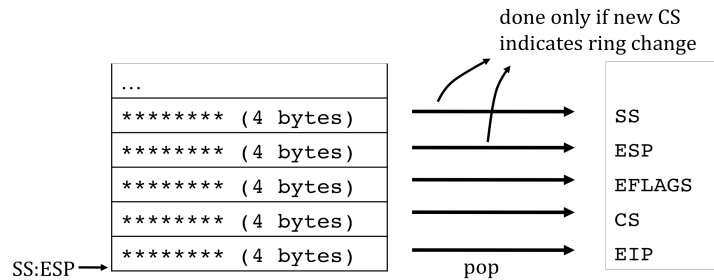 done only if new CS
indicates ring change
...
******** (4 bytes)
******** (4 bytes)
******** (4 bytes)
******** (4 bytes)
******** (4 bytes)
SS
ESP
EFLAGS
CS
EIP
SS:ESP
pop